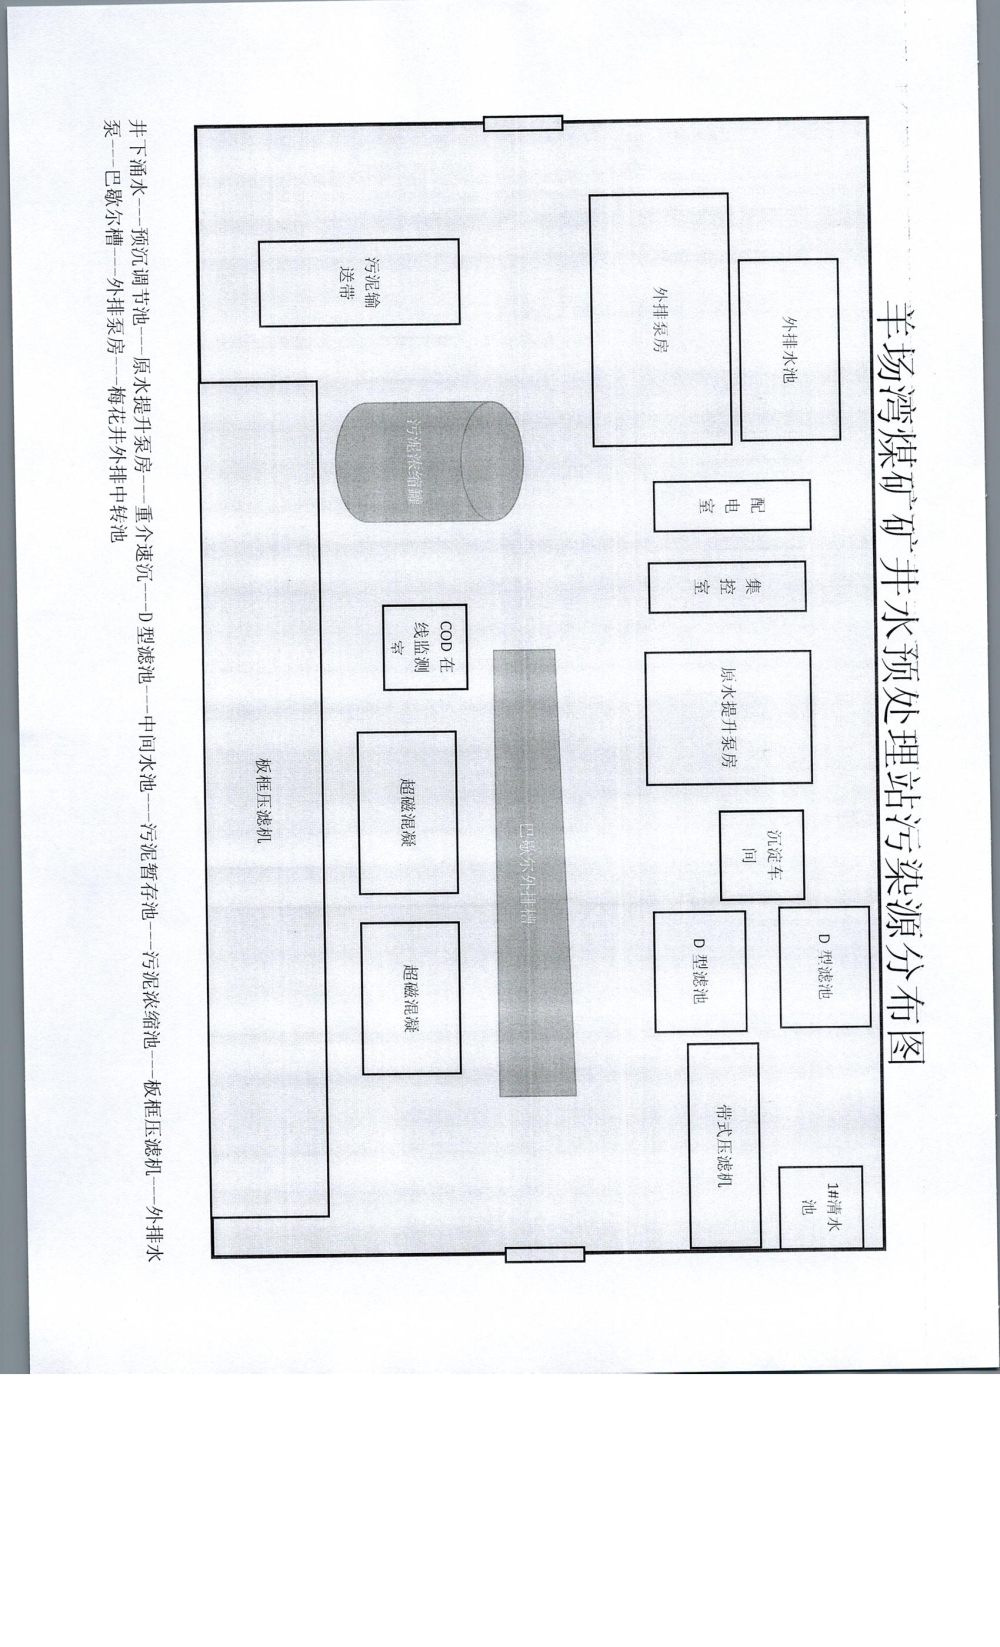 羊场湾煤矿矿井水预处理站污染源分布图
外排水池
外排泵房
配
电
室
集
控
室
原水提升泵房
沉淀车
间
D 型滤池
D 型滤池
1#清水
池
带式压滤机
污泥输
送带
污泥浓缩罐
COD 在
线监测
室
巴歇尔外排槽
超磁混凝
超磁混凝
板框压滤机
井下涌水---预沉调节池---原水提升泵房---重介速沉---D 型滤池---中间水池---污泥暂存池---污泥浓缩池---板框压滤机---外排水
泵---巴歇尔槽---外排泵房---梅花井外排中转池